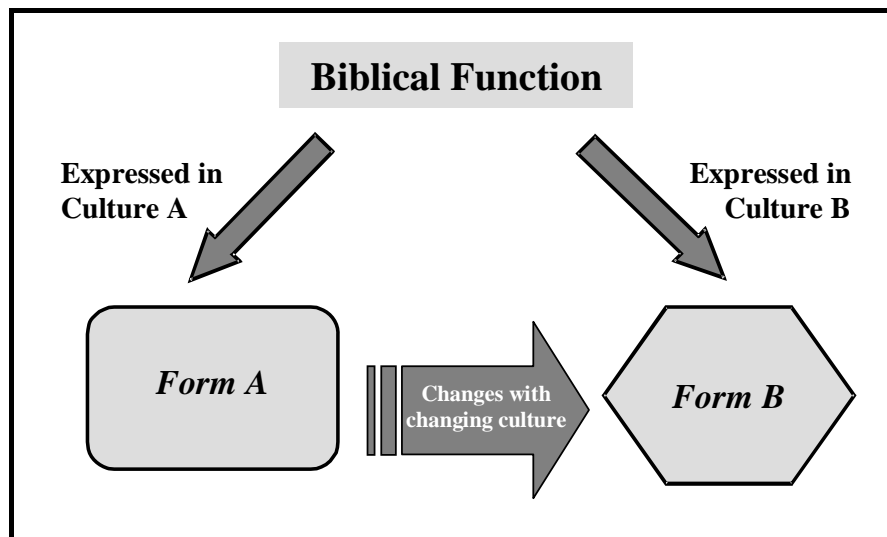 Biblical Function
Expressed in
Culture A
Expressed in
Culture B
Form A
Changes with
changing culture
Form B